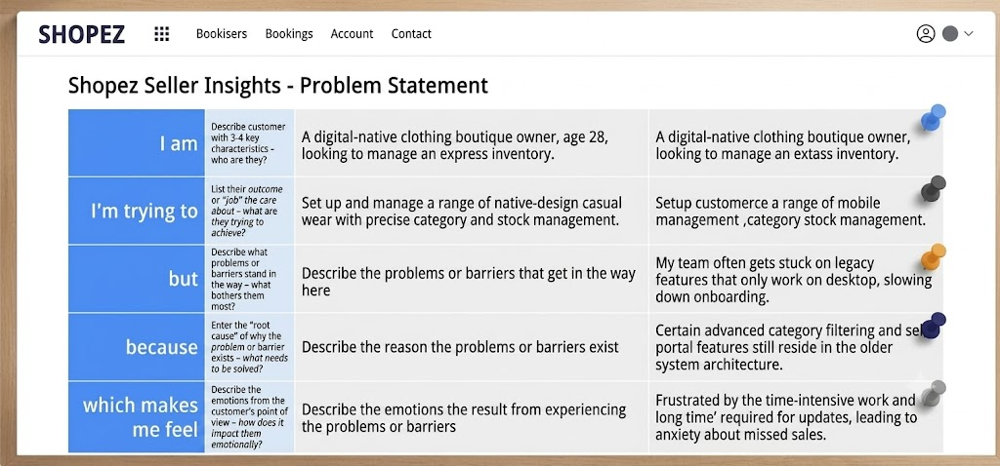 SHOPEZ
Bookisers
Bookings
Account
Contact
Shopez Seller Insights - Problem Statement
I am
Describe customer
with 3-4 key
characteristics –
who are they?
A digital-native clothing boutique owner, age 28,
looking to manage an express inventory.
A digital-native clothing boutique owner,
looking to manage an extass inventory.
I'm trying to
List their outcome
or “job” the care
about – what are
they trying to
achieve?
Set up and manage a range of native-design casual
wear with precise category and stock management.
Setup customerce a range of mobile
management ,category stock management.
but
Describe what
problems or
barriers stand in
the way – what
bothers them
most?
Describe the problems or barriers that get in the way
here
My team often gets stuck on legacy
features that only work on desktop, slowing
down onboarding.
because
Enter the “root
cause” of why the
problem or barrier
exists – what needs
to be solved?
Describe the reason the problems or barriers exist
Certain advanced category filtering and
portal features still reside in the older
system architecture.
which makes
me feel
Describe the
emotions from the
customer's point of
view – how does it
impact them
emotionally?
Describe the emotions the result from experiencing
the problems or barriers
Frustrated by the time-intensive work and
long time’ required for updates, leading to
anxiety about missed sales.